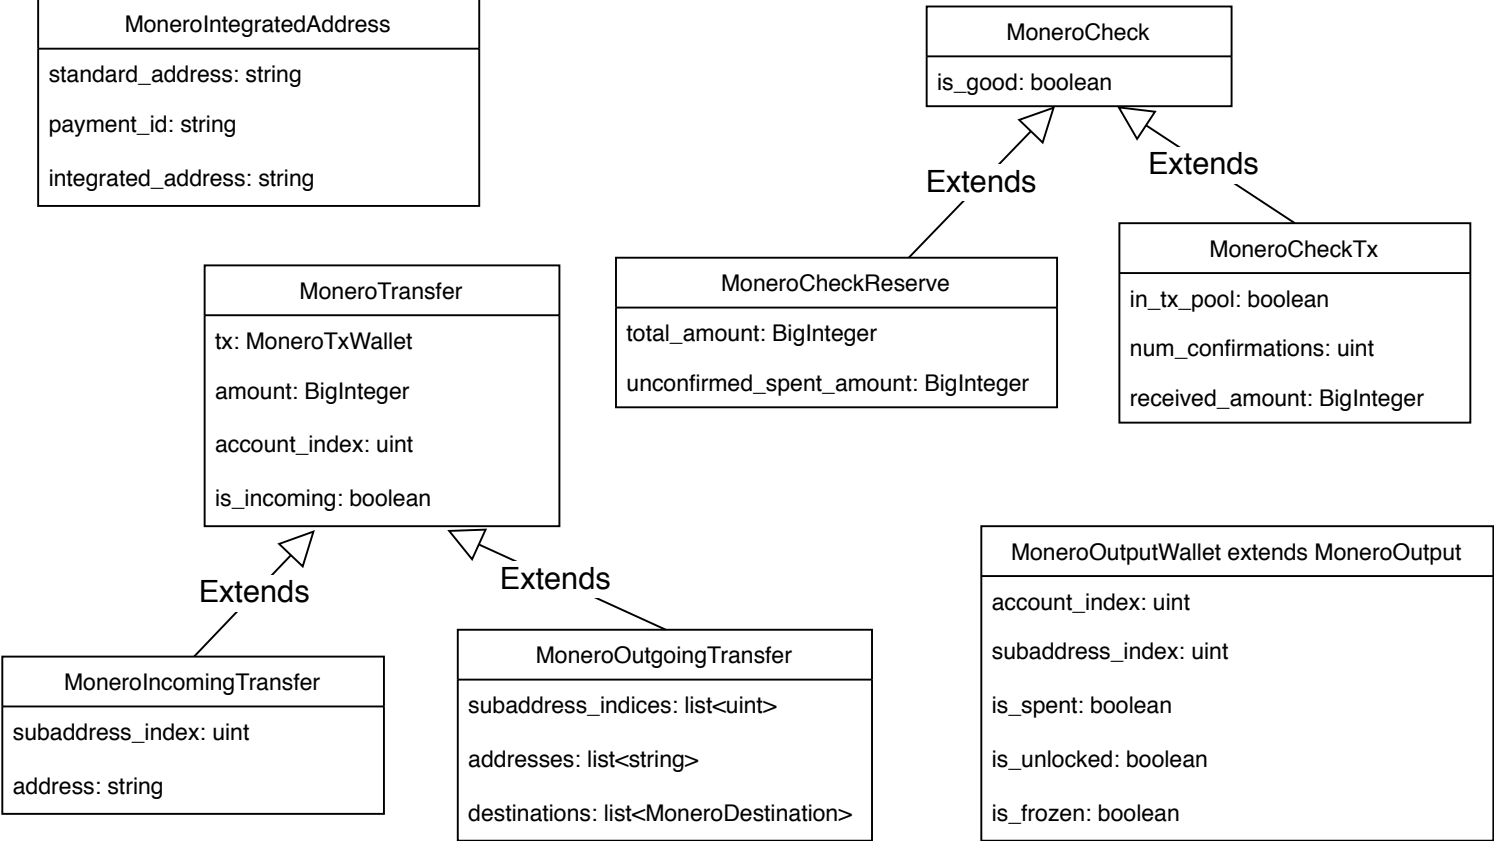 MoneroIntegratedAddress
standard_address: string
payment_id: string
integrated_address: string
MoneroCheck
is_good: boolean
Extends
Extends
MoneroCheckReserve
total_amount: BigInteger
unconfirmed_spent_amount: BigInteger
MoneroCheckTx
in_tx_pool: boolean
num_confirmations: uint
received_amount: BigInteger
MoneroTransfer
tx: MoneroTxWallet
amount: BigInteger
account_index: uint
is_incoming: boolean
Extends
Extends
MoneroIncomingTransfer
subaddress_index: uint
address: string
MoneroOutgoingTransfer
subaddress_indices: list<uint>
addresses: list<string>
destinations: list<MoneroDestination>
MoneroOutputWallet extends MoneroOutput
account_index: uint
subaddress_index: uint
is_spent: boolean
is_unlocked: boolean
is_frozen: boolean